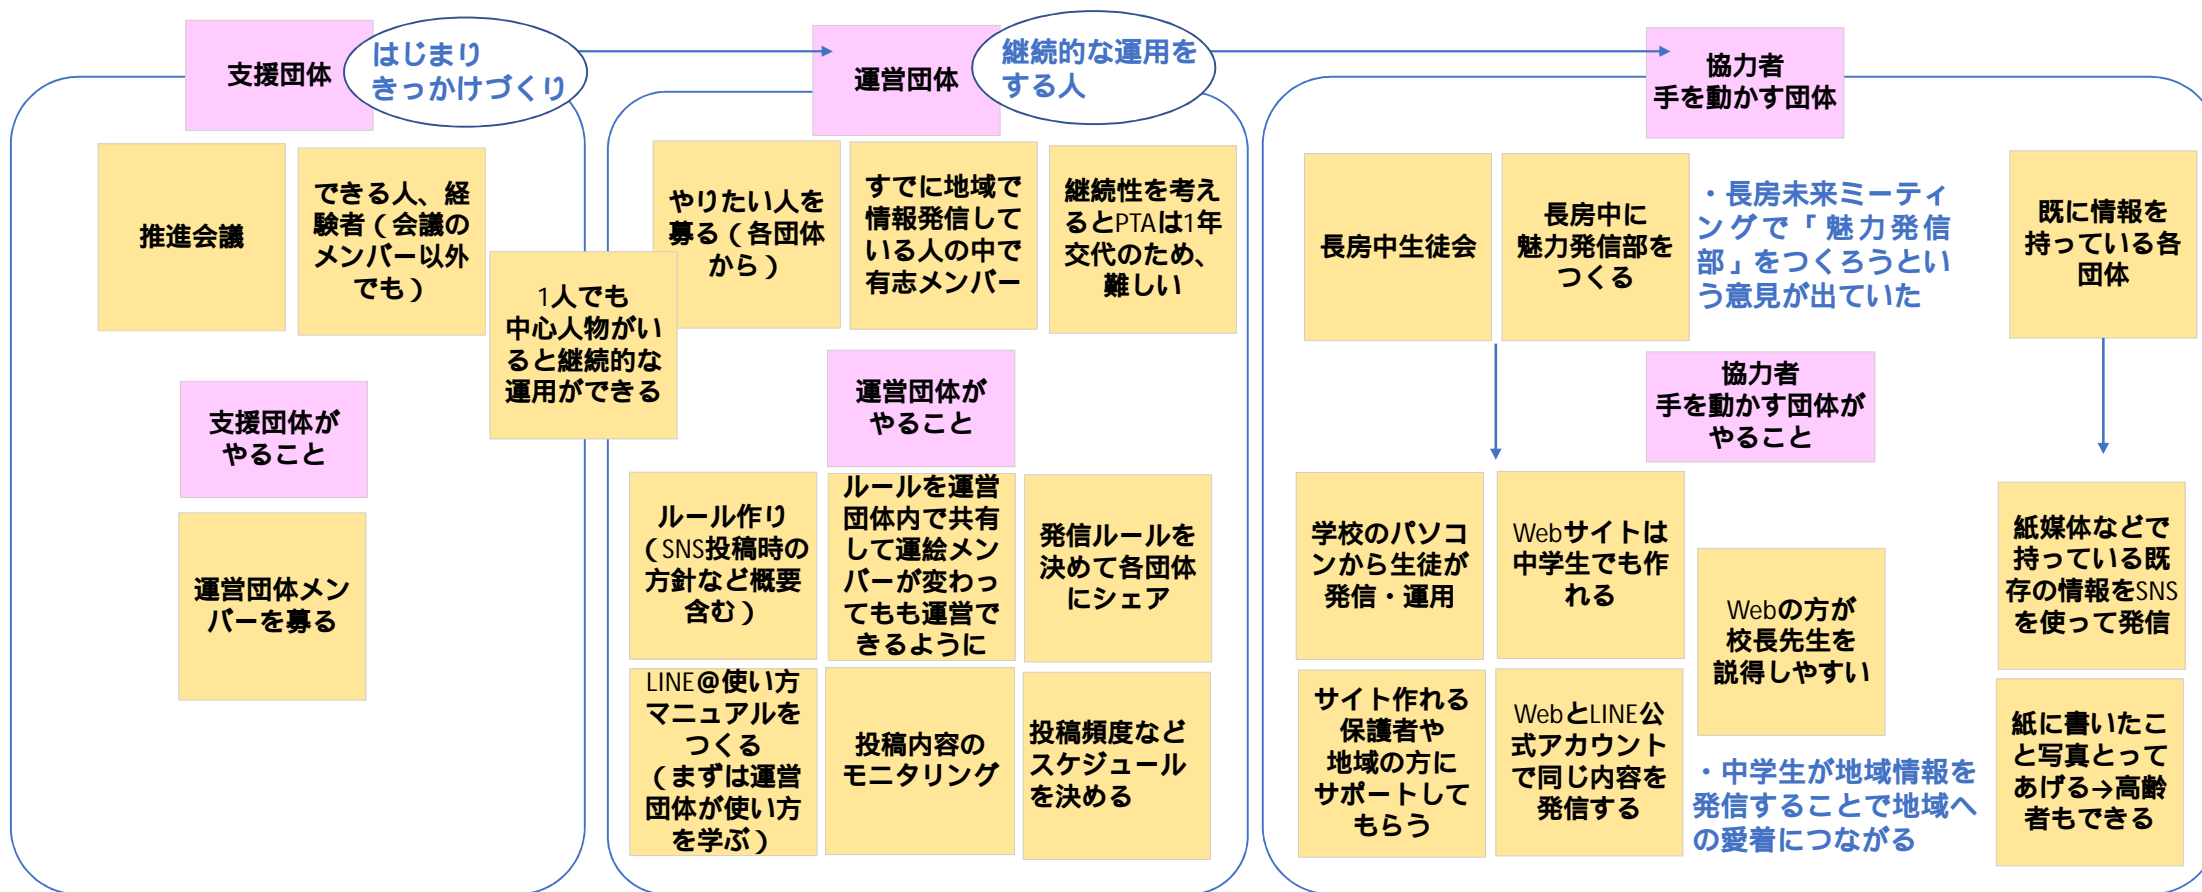 支援団体
はじまり
きっかけづくり
推進会議
できる人、経
験者（会議の
メンバー以外
でも）
1人でも
中心人物がい
ると継続的な
運用ができる
支援団体が
やること
運営団体メン
バーを募る
運営団体
継続的な運用を
する人
やりたい人を
募る（各団体
から）
すでに地域で
情報発信して
いる人の中で
有志メンバー
継続性を考え
るとPTAは1年
交代のため、
難しい
運営団体が
やること
ルール作り
（SNS投稿時の
方針など概要
含む）
ルールを運営
団体内で共有
して運絵メン
バーが変わっ
てもも運営で
きるように
発信ルールを
決めて各団体
にシェア
LINE@使い方
マニュアルを
つくる
（まずは運営
団体が使い方
を学ぶ）
投稿内容の
モニタリング
投稿頻度など
スケジュール
を決める
協力者
手を動かす団体
長房中生徒会
長房中に
魅力発信部を
つくる
・長房未来ミーティ
ングで「魅力発信
部」をつくろうとい
う意見が出ていた
既に情報を
持っている各
団体
協力者
手を動かす団体が
やること
学校のパソコ
ンから生徒が
発信・運用
Webサイトは
中学生でも作
れる
Webの方が
校長先生を
説得しやすい
紙媒体などで
持っている既
存の情報をSNS
を使って発信
サイト作れる
保護者や
地域の方に
サポートして
もらう
WebとLINE公
式アカウント
で同じ内容を
発信する
・中学生が地域情報を
発信することで地域へ
の愛着につながる
紙に書いたこ
と写真とって
あげる→高齢
者もできる